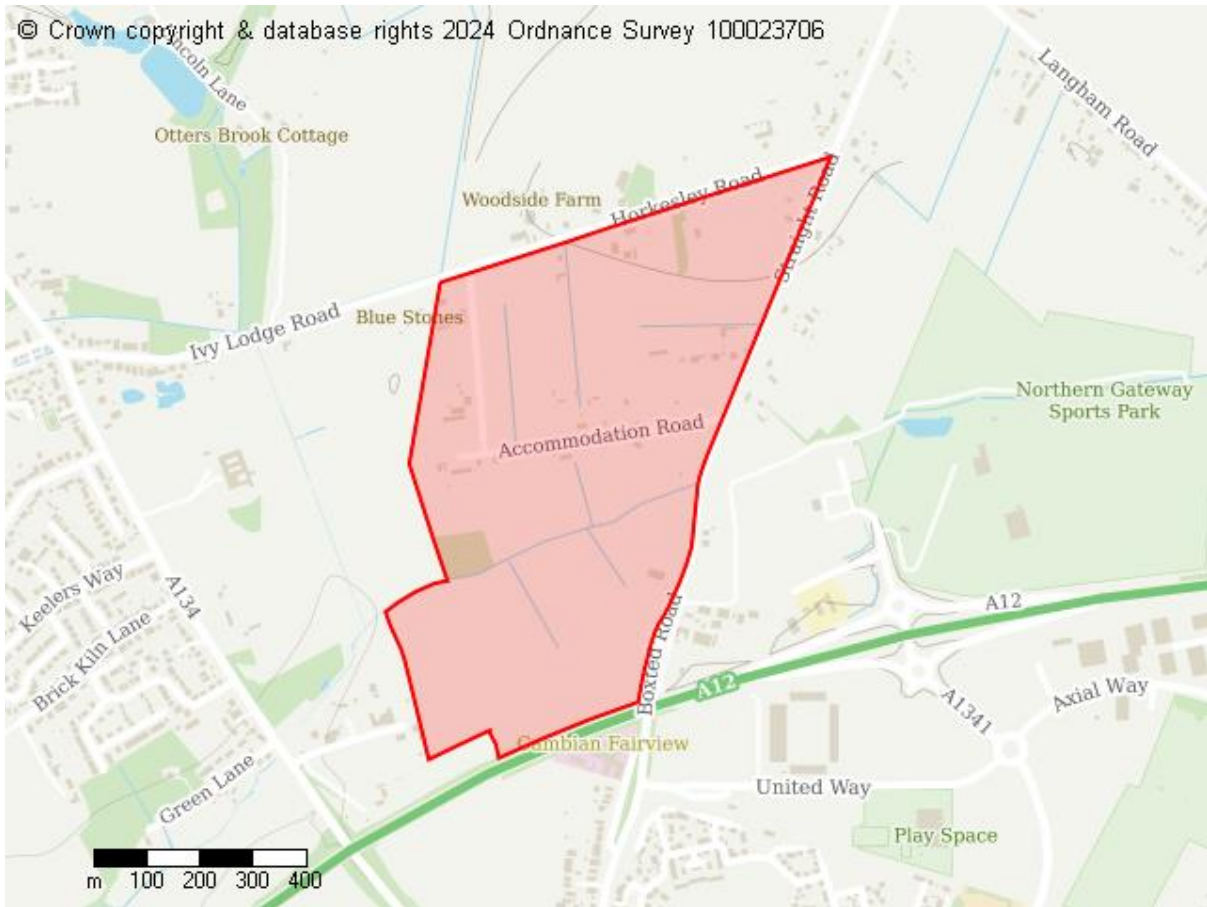 © Crown copyright & database rights 2024 Ordnance Survey 100023706
Lincoln Lane
Langham Road
Otters Brook Cottage
Woodside Farm
Horkesley Road
Straight Road
Ivy Lodge Road
Blue Stones
Northern Gateway
Sports Park
Accommodation Road
Keelers Way
A134
Brick Kiln Lane
Boxted Road
A12
A12
A1341
Axial Way
Cumbian Fairview
Green Lane
United Way
Play Space
m 100 200 300 400